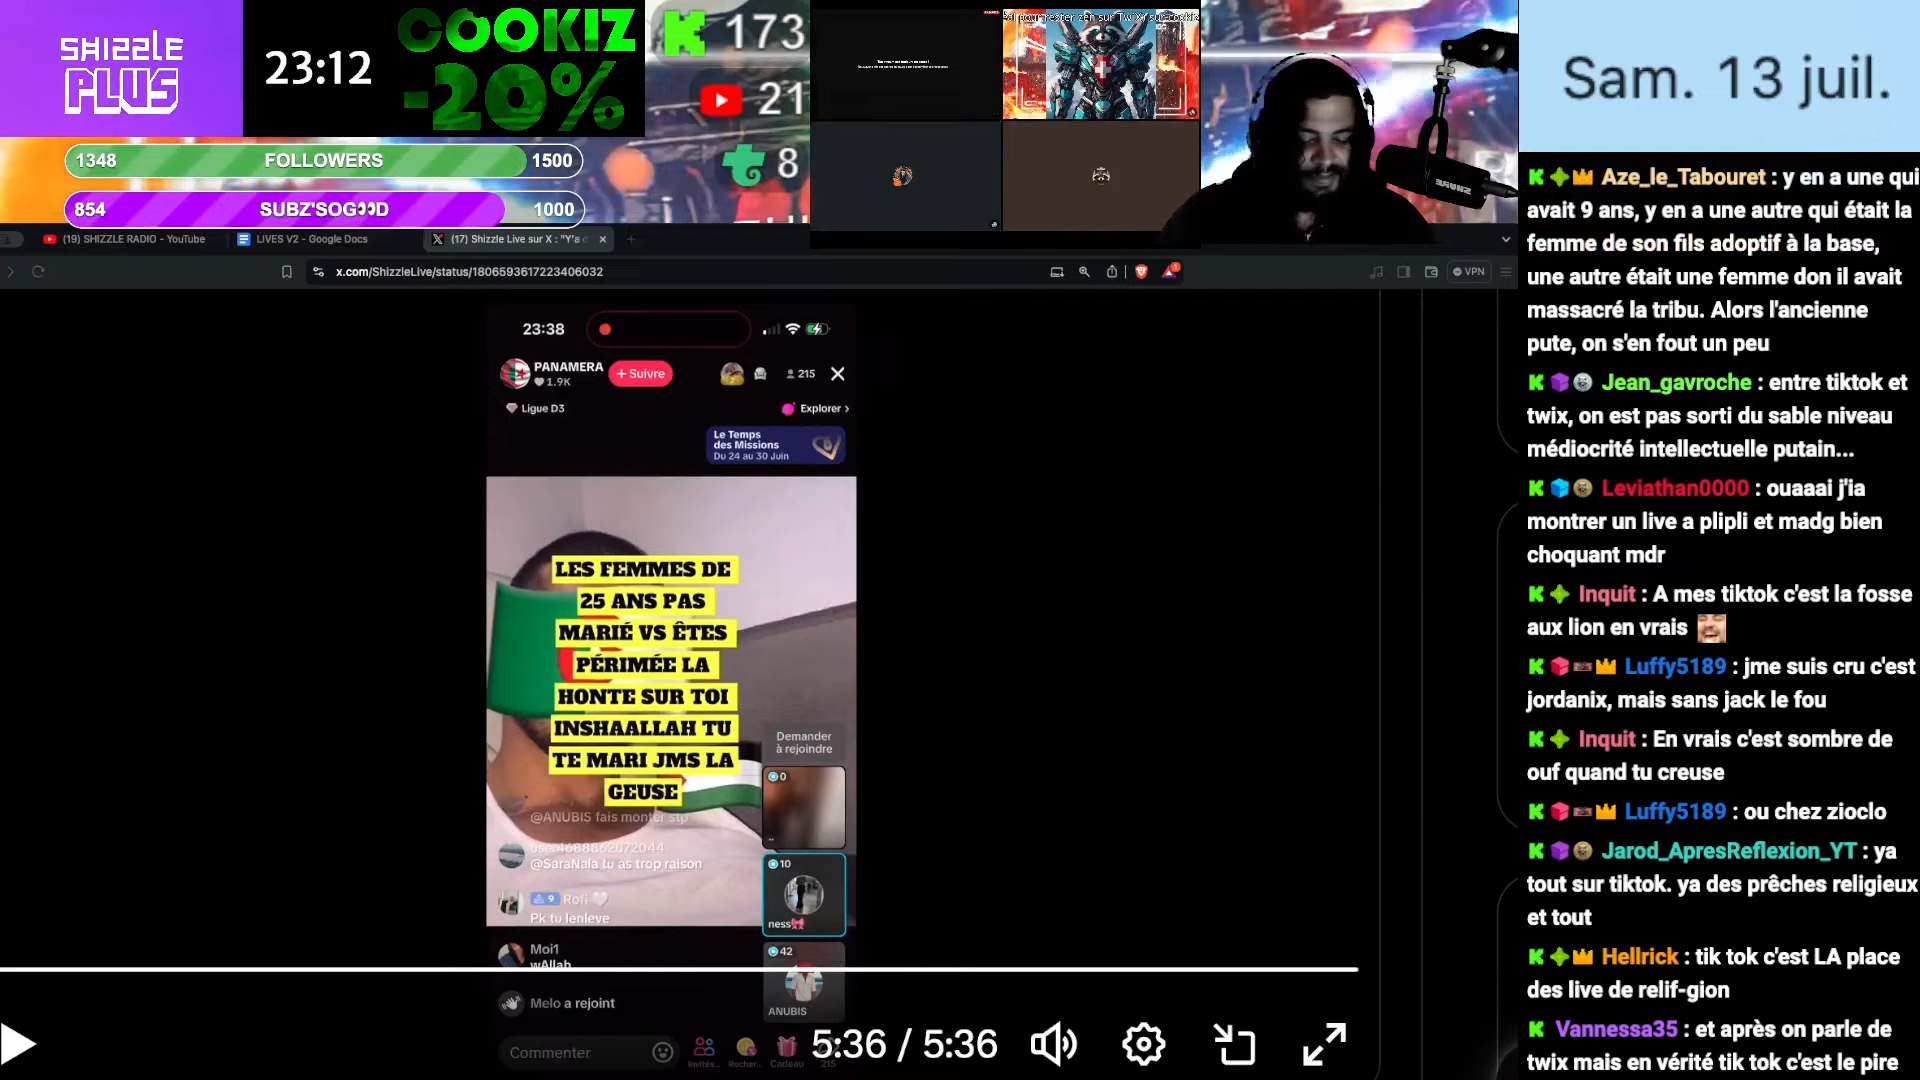 SHIZZLE
PLUS
23:12
COOKIZ
-20%
173
21
8
1348 FOLLOWERS 1500
854 SUBZ'SOG👀D 1000
Sam. 13 juil.
(19) SHIZZLE RADIO - YouTube
LIVES V2 - Google Docs
(17) Shizzle Live sur X : "Y'a d
x.com/ShizzleLive/status/1806593617223406032
VPN
23:38
PANAMERA
1.9K
+ Suivre
215
Ligue D3
Explorer
Le Temps
des Missions
Du 24 au 30 Juin
LES FEMMES DE
25 ANS PAS
MARIÉ VS ÊTES
PÉRIMÉE LA
HONTE SUR TOI
INSHAALLAH TU
TE MARI JMS LA
GEUSE
@ANUBIS fais monter stp
user4688862072044
@SaraNala tu as trop raison
9 Rofi
Pk tu lenleve
Moi1
wAllah
Melo a rejoint
Commenter
Demander
à rejoindre
0
10
ness
42
ANUBIS
Invités...
Rechar...
Cadeau
215
5:36 / 5:36
Aze_le_Tabouret : y en a une qui
avait 9 ans, y en a une autre qui était la
femme de son fils adoptif à la base,
une autre était une femme don il avait
massacré la tribu. Alors l'ancienne
pute, on s'en fout un peu
Jean_gavroche : entre tiktok et
twix, on est pas sorti du sable niveau
médiocrité intellectuelle putain...
Leviathan0000 : ouaaai j'ia
montrer un live a plipli et madg bien
choquant mdr
Inquit : A mes tiktok c'est la fosse
aux lion en vrais
Luffy5189 : jme suis cru c'est
jordanix, mais sans jack le fou
Inquit : En vrais c'est sombre de
ouf quand tu creuse
Luffy5189 : ou chez zioclo
Jarod_ApresReflexion_YT : ya
tout sur tiktok. ya des prêches religieux
et tout
Hellrick : tik tok c'est LA place
des live de relif-gion
Vannessa35 : et après on parle de
twix mais en vérité tik tok c'est le pire